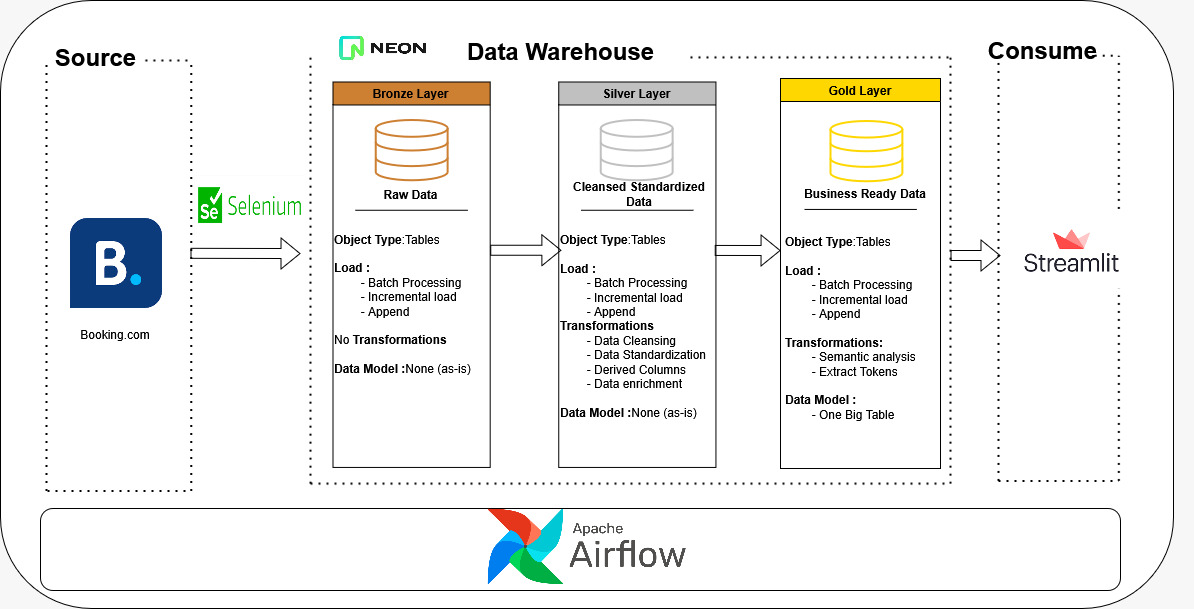 Source
NEON
Data Warehouse
Consume
Bronze Layer
Raw Data
Object Type:Tables
Load :
- Batch Processing
- Incremental load
- Append
No Transformations
Data Model :None (as-is)
Silver Layer
Cleansed Standardized
Data
Object Type:Tables
Load :
- Batch Processing
- Incremental load
- Append
Transformations
- Data Cleansing
- Data Standardization
- Derived Columns
- Data enrichment
Data Model :None (as-is)
Gold Layer
Business Ready Data
Object Type:Tables
Load :
- Batch Processing
- Incremental load
- Append
Transformations:
- Semantic analysis
- Extract Tokens
Data Model :
- One Big Table
Se Selenium
B.
Booking.com
Streamlit
Apache
Airflow